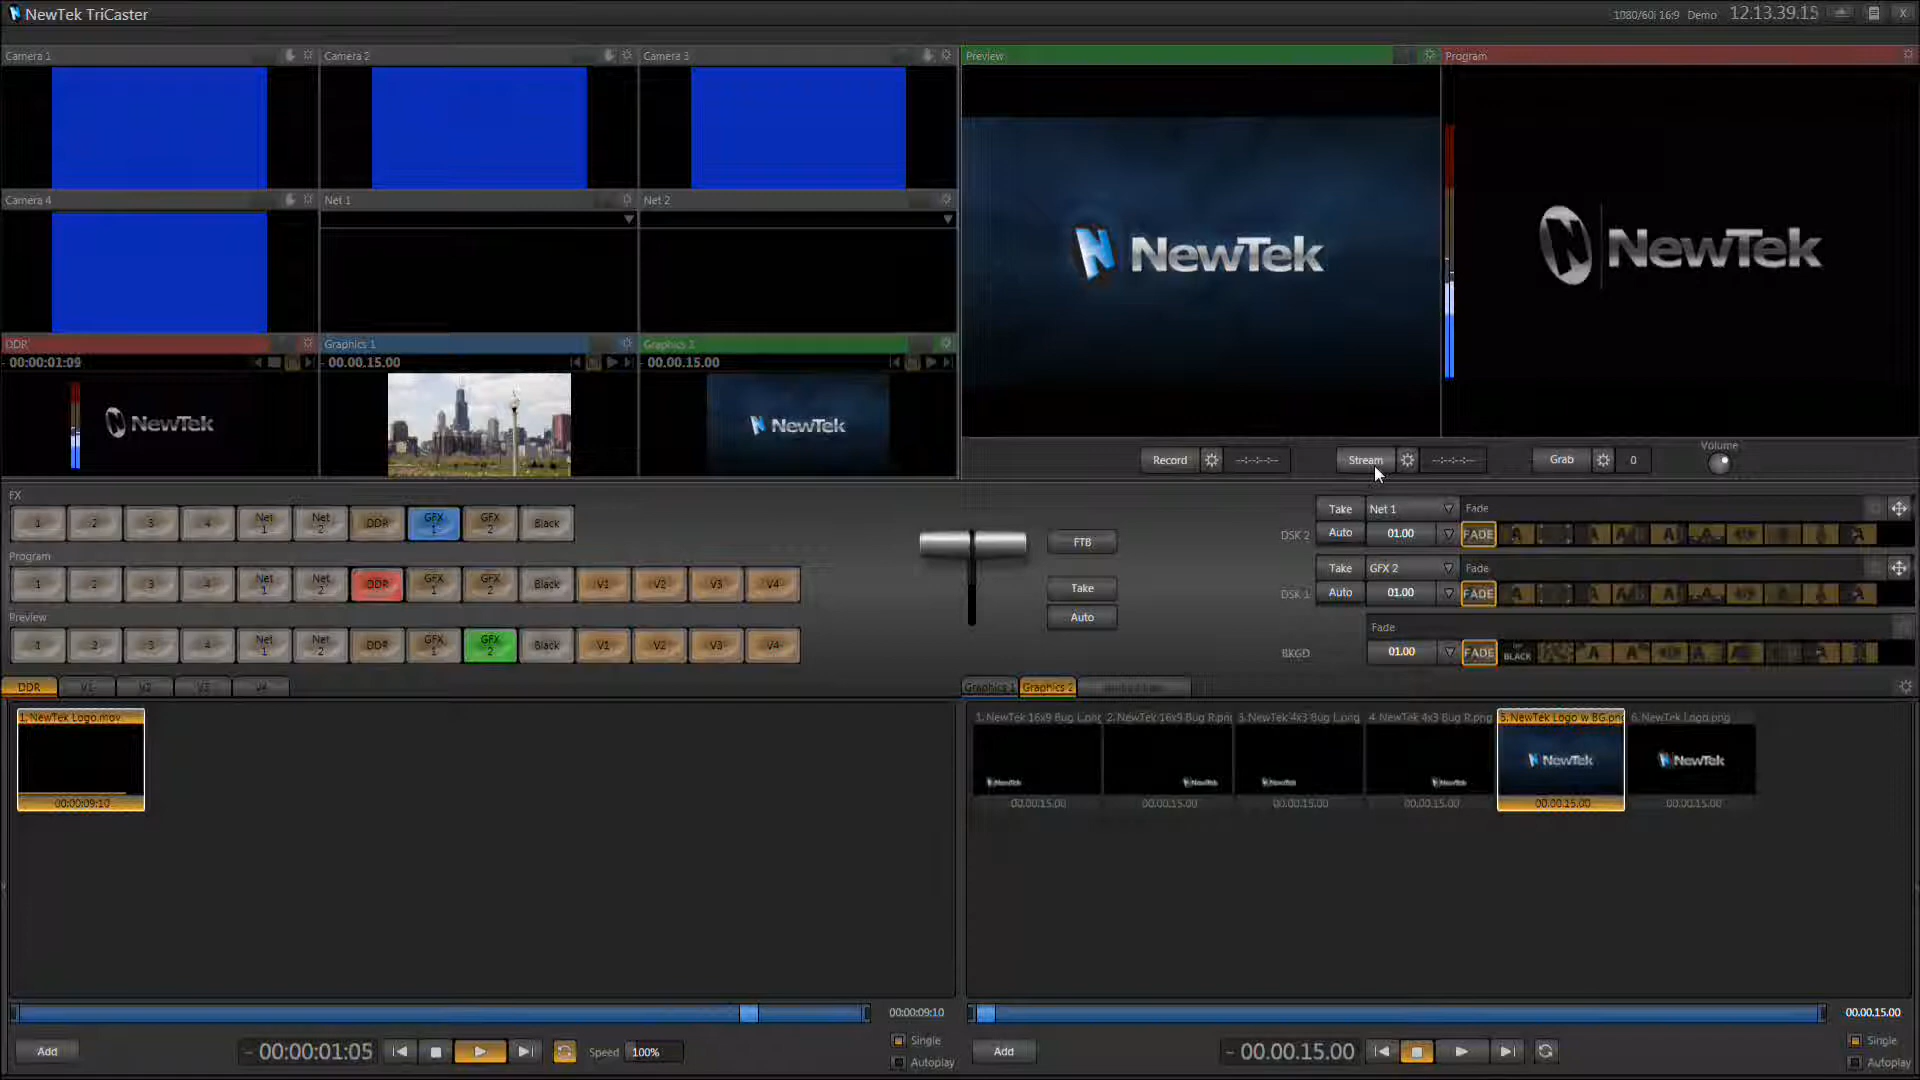 NewTek TriCaster
1080/60i 16:9 Demo 12.13.39.15
Camera 1
Camera 2
Camera 3
Preview
Program
Camera 4
Net 1
Net 2
NewTek
NewTek
DDR
Graphics 1
Graphics 2
- 00:00:01:09
- 00.00.15.00
- 00.00.15.00
NewTek
NewTek
Volume
Record
--:--:--:--
Stream
--:--:--:--
Grab
0
FX
1 2 3 4 Net 1 Net 2 DDR GFX 1 GFX 2 Black
Program
1 2 3 4 Net 1 Net 2 DDR GFX 1 GFX 2 Black V1 V2 V3 V4
Preview
1 2 3 4 Net 1 Net 2 DDR GFX 1 GFX 2 Black V1 V2 V3 V4
FTB
Take
Auto
Take Net 1 Fade
DSK 2 Auto 01.00 FADE
Take GFX 2 Fade
DSK 1 Auto 01.00 FADE
Fade
BKGD 01.00 FADE BLACK
DDR V1 V2 V3 V4
Graphics 1 Graphics 2
1. NewTek Logo.mov
00:00:09:10
1. NewTek 16x9 Bug L.png
2. NewTek 16x9 Bug R.png
3. NewTek 4x3 Bug L.png
4. NewTek 4x3 Bug R.png
5. NewTek Logo w BG.png
6. NewTek Logo.png
NewTek
NewTek
NewTek
NewTek
NewTek
NewTek
00.00.15.00
00.00.15.00
00.00.15.00
00.00.15.00
00.00.15.00
00.00.15.00
00:00:09:10
00.00.15.00
Add
- 00:00:01:05
Speed 100%
Single
Autoplay
Add
- 00.00.15.00
Single
Autoplay